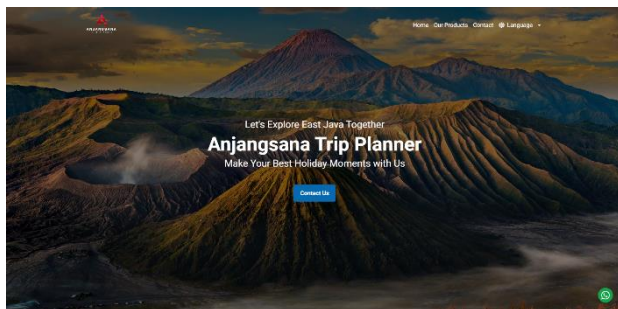 ANJANGSANA
Home Our Products Contact Language
Let's Explore East Java Together
Anjangsana Trip Planner
Make Your Best Holiday Moments with Us
Contact Us